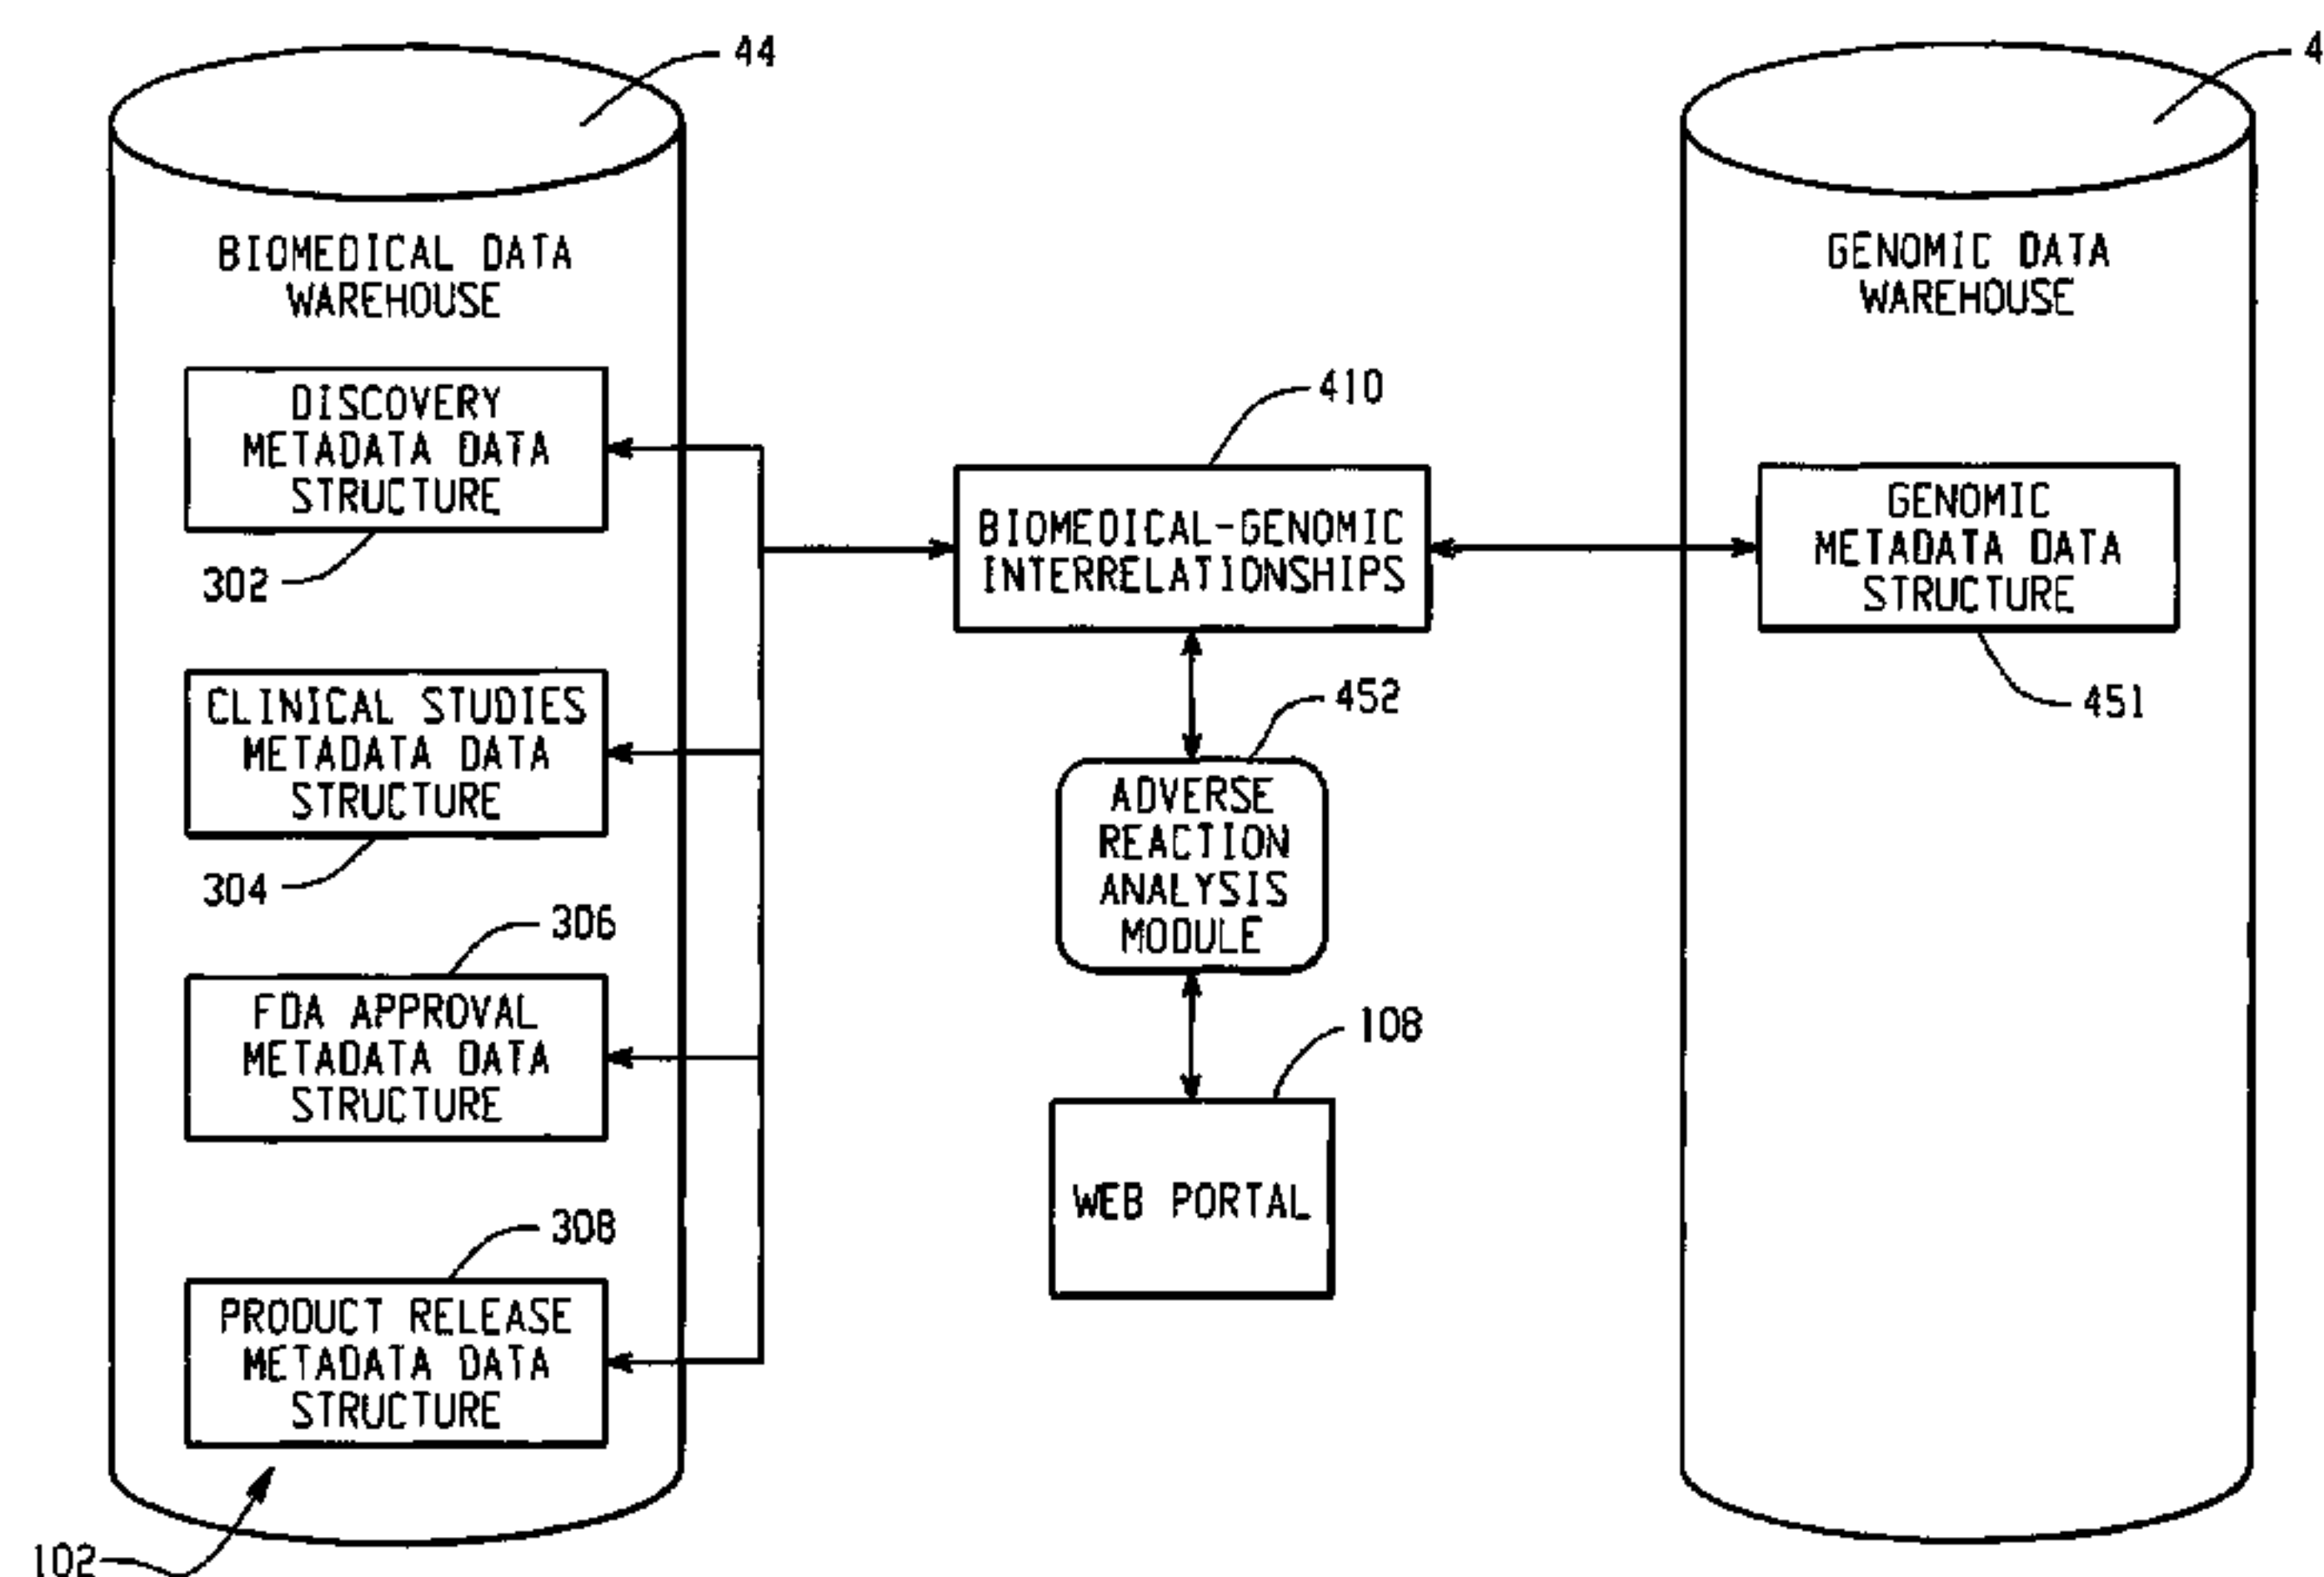 44
BIOMEDICAL DATA
WAREHOUSE
DISCOVERY
METADATA DATA
STRUCTURE
302
CLINICAL STUDIES
METADATA DATA
STRUCTURE
304
306
FDA APPROVAL
METADATA DATA
STRUCTURE
308
PRODUCT RELEASE
METADATA DATA
STRUCTURE
102
410
BIOMEDICAL-GENOMIC
INTERRELATIONSHIPS
452
ADVERSE
REACTION
ANALYSIS
MODULE
108
WEB PORTAL
GENOMIC DATA
WAREHOUSE
GENOMIC
METADATA DATA
STRUCTURE
451